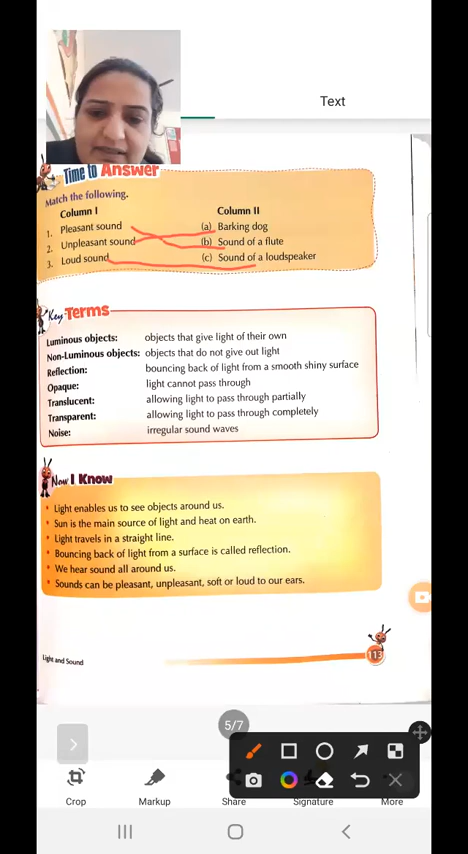 Text
Time to Answer
Match the following.
Column I Column II
1. Pleasant sound (a) Barking dog
2. Unpleasant sound (b) Sound of a flute
3. Loud sound (c) Sound of a loudspeaker
Key Terms
Luminous objects: objects that give light of their own
Non-Luminous objects: objects that do not give out light
Reflection: bouncing back of light from a smooth shiny surface
Opaque: light cannot pass through
Translucent: allowing light to pass through partially
Transparent: allowing light to pass through completely
Noise: irregular sound waves
Now I Know
• Light enables us to see objects around us.
• Sun is the main source of light and heat on earth.
• Light travels in a straight line.
• Bouncing back of light from a surface is called reflection.
• We hear sound all around us.
• Sounds can be pleasant, unpleasant, soft or loud to our ears.
Light and Sound 113
5/7
Crop Markup Share Signature More